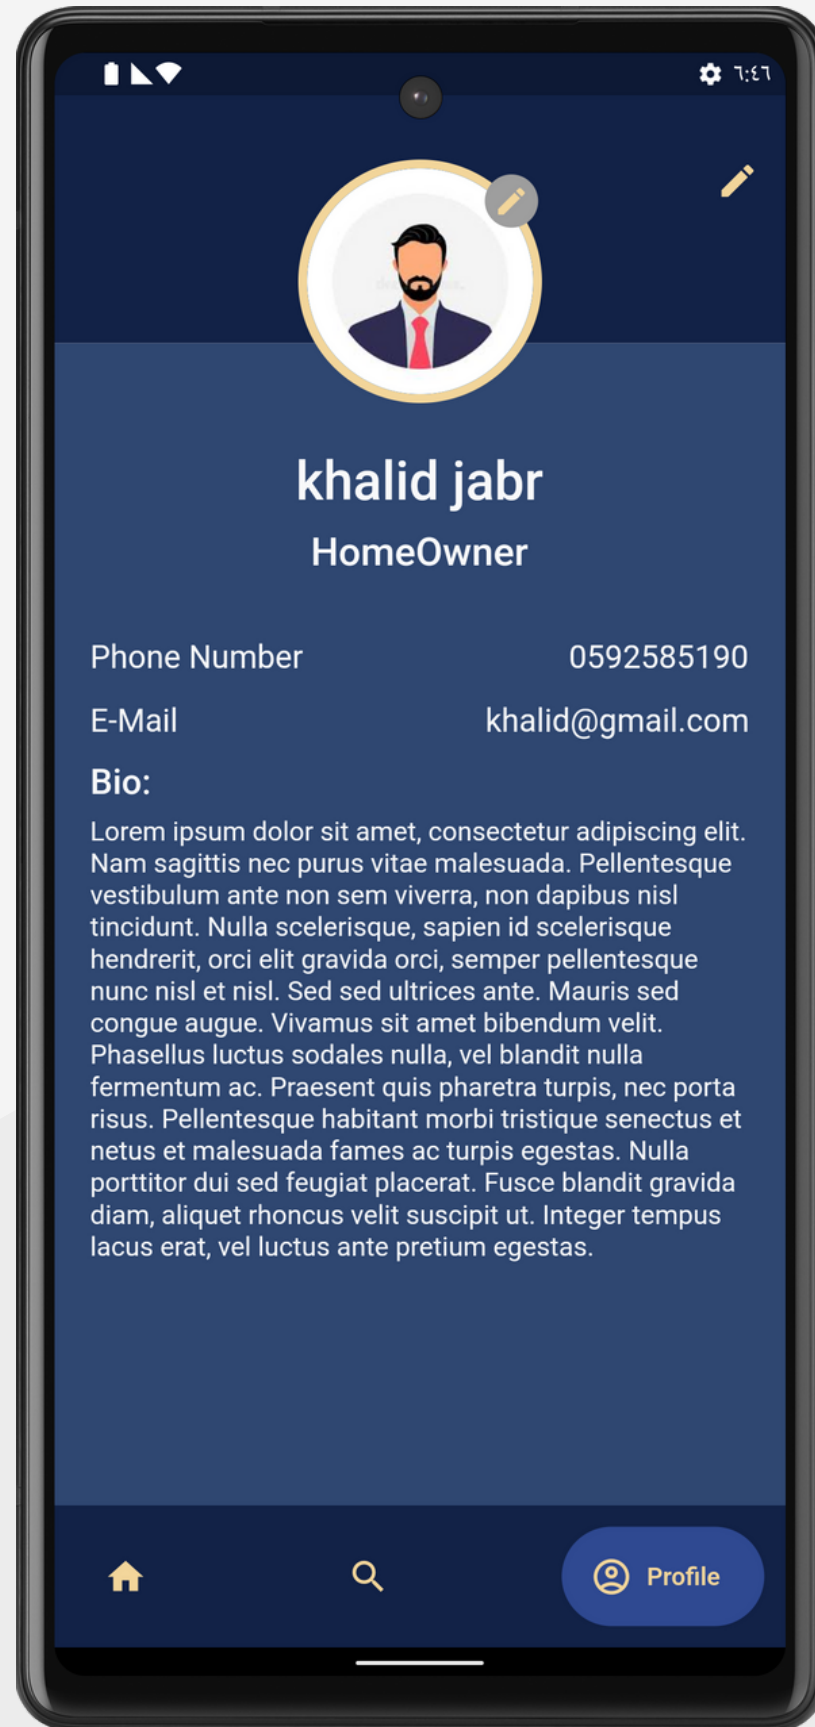 ٦:٤٦
khalid jabr
HomeOwner
Phone Number 0592585190
E-Mail khalid@gmail.com
Bio:
Lorem ipsum dolor sit amet, consectetur adipiscing elit.
Nam sagittis nec purus vitae malesuada. Pellentesque
vestibulum ante non sem viverra, non dapibus nisl
tincidunt. Nulla scelerisque, sapien id scelerisque
hendrerit, orci elit gravida orci, semper pellentesque
nunc nisl et nisl. Sed sed ultrices ante. Mauris sed
congue augue. Vivamus sit amet bibendum velit.
Phasellus luctus sodales nulla, vel blandit nulla
fermentum ac. Praesent quis pharetra turpis, nec porta
risus. Pellentesque habitant morbi tristique senectus et
netus et malesuada fames ac turpis egestas. Nulla
porttitor dui sed feugiat placerat. Fusce blandit gravida
diam, aliquet rhoncus velit suscipit ut. Integer tempus
lacus erat, vel luctus ante pretium egestas.
Profile